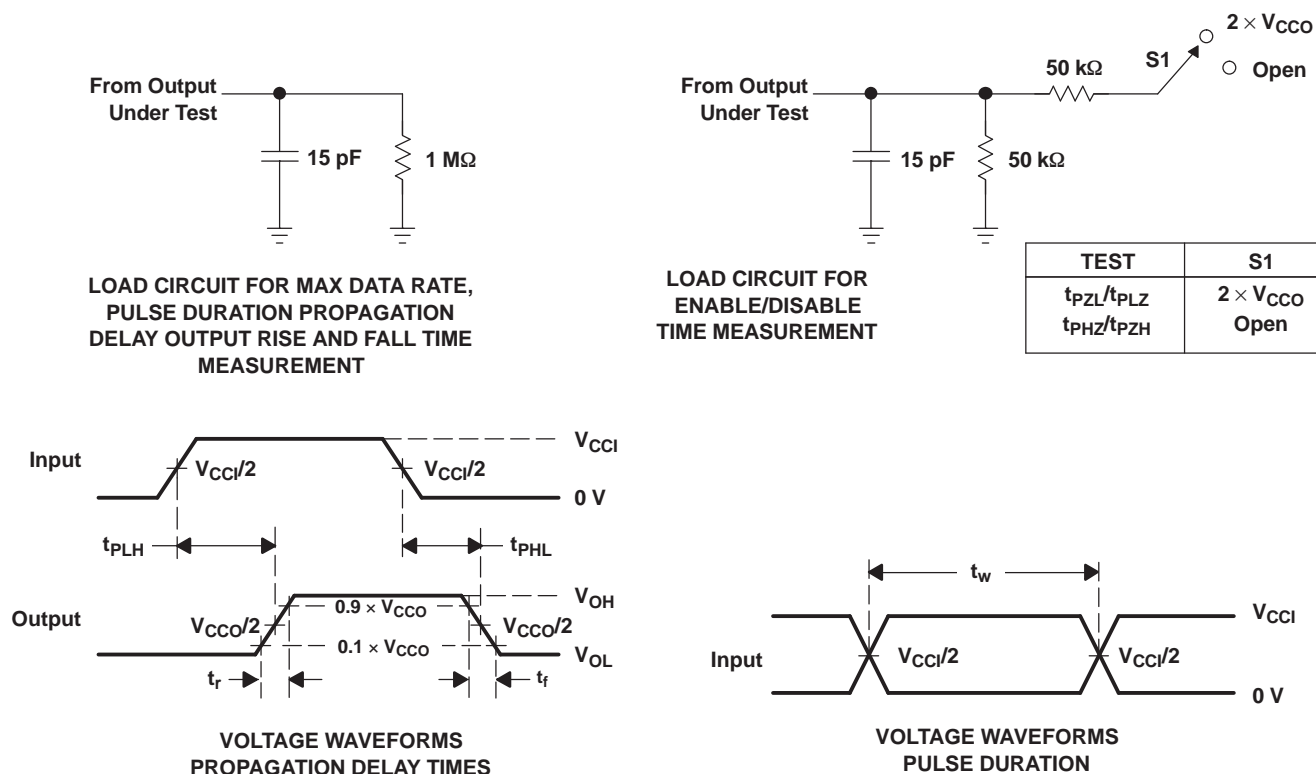 From Output
Under Test
15 pF
1 MΩ
LOAD CIRCUIT FOR MAX DATA RATE,
PULSE DURATION PROPAGATION
DELAY OUTPUT RISE AND FALL TIME
MEASUREMENT
From Output
Under Test
15 pF
50 kΩ
50 kΩ
S1
2 × VCCO
Open
LOAD CIRCUIT FOR
ENABLE/DISABLE
TIME MEASUREMENT
TEST S1
tPZL/tPLZ 2 × VCCO
tPHZ/tPZH Open
Input
VCCI/2
VCCI/2
VCCI
0 V
tPLH
tPHL
Output
VCCO/2
0.9 × VCCO
0.1 × VCCO
VCCO/2
VOH
VOL
tr
tf
VOLTAGE WAVEFORMS
PROPAGATION DELAY TIMES
tw
Input
VCCI/2
VCCI/2
VCCI
0 V
VOLTAGE WAVEFORMS
PULSE DURATION